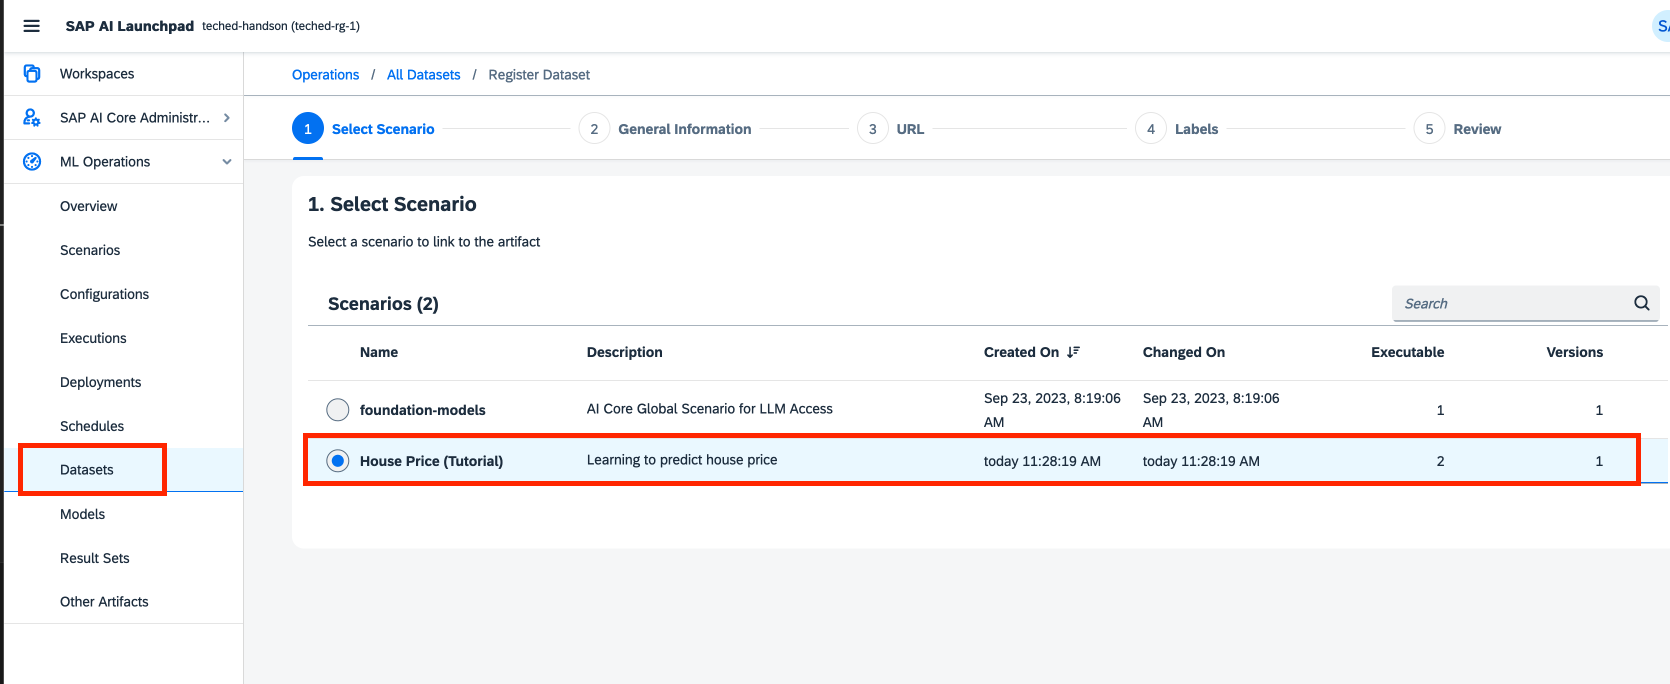 SAP AI Launchpad teched-handson (teched-rg-1)
SA
Workspaces
SAP AI Core Administr...
ML Operations
Overview
Scenarios
Configurations
Executions
Deployments
Schedules
Datasets
Models
Result Sets
Other Artifacts
Operations / All Datasets / Register Dataset
1 Select Scenario
2 General Information
3 URL
4 Labels
5 Review
1. Select Scenario
Select a scenario to link to the artifact
Scenarios (2)
Search
Name Description Created On Changed On Executable Versions
foundation-models AI Core Global Scenario for LLM Access Sep 23, 2023, 8:19:06 AM Sep 23, 2023, 8:19:06 AM 1 1
House Price (Tutorial) Learning to predict house price today 11:28:19 AM today 11:28:19 AM 2 1